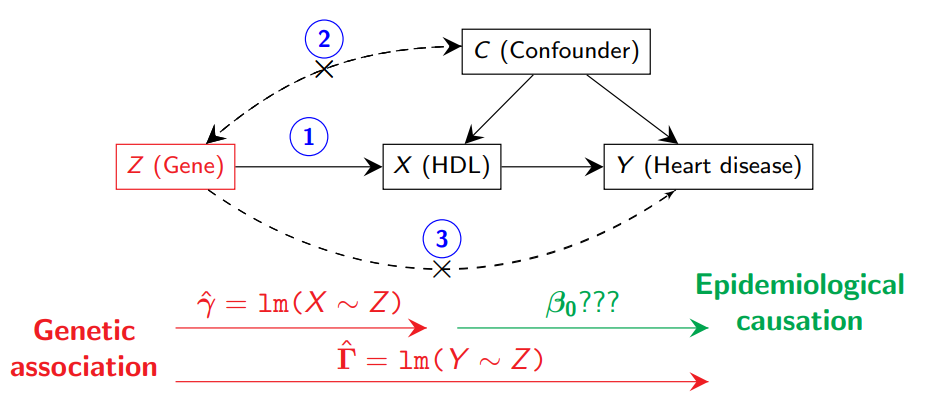 2
C (Confounder)
1
Z (Gene)
X (HDL)
Y (Heart disease)
3
γ̂ = lm(X ~ Z)
β₀???
Epidemiological
causation
Genetic
association
Γ̂ = lm(Y ~ Z)